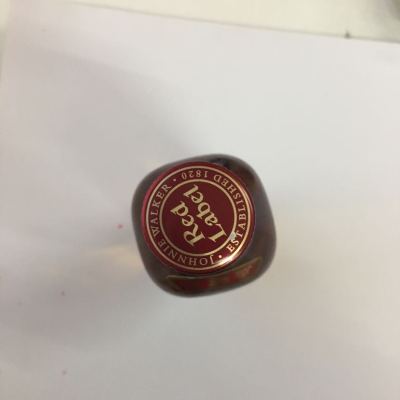 Red
Label
JOHNNIE WALKER • ESTABLISHED 1820 •